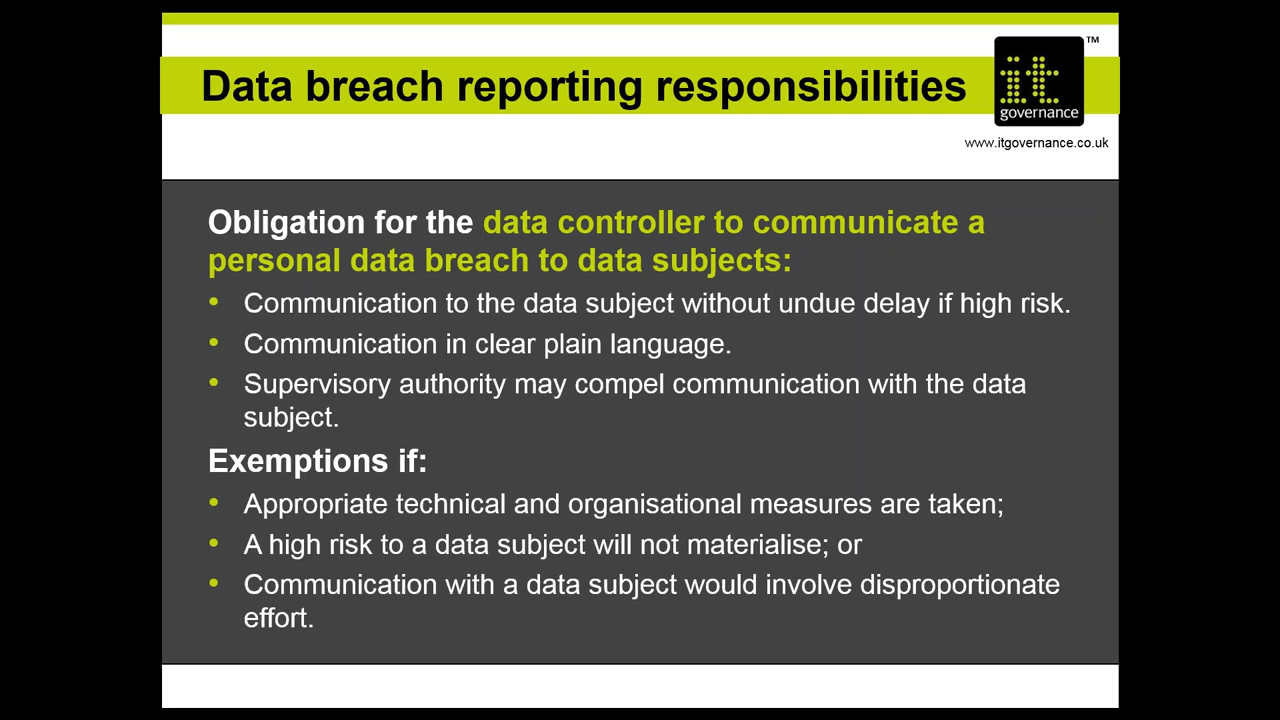 Data breach reporting responsibilities
it
governance
™
www.itgovernance.co.uk
Obligation for the data controller to communicate a
personal data breach to data subjects:
• Communication to the data subject without undue delay if high risk.
• Communication in clear plain language.
• Supervisory authority may compel communication with the data
subject.
Exemptions if:
• Appropriate technical and organisational measures are taken;
• A high risk to a data subject will not materialise; or
• Communication with a data subject would involve disproportionate
effort.